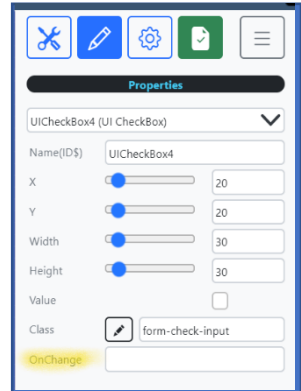 Properties
UICheckBox4 (UI CheckBox)
Name(ID$) UICheckBox4
X 20
Y 20
Width 30
Height 30
Value
Class form-check-input
OnChange